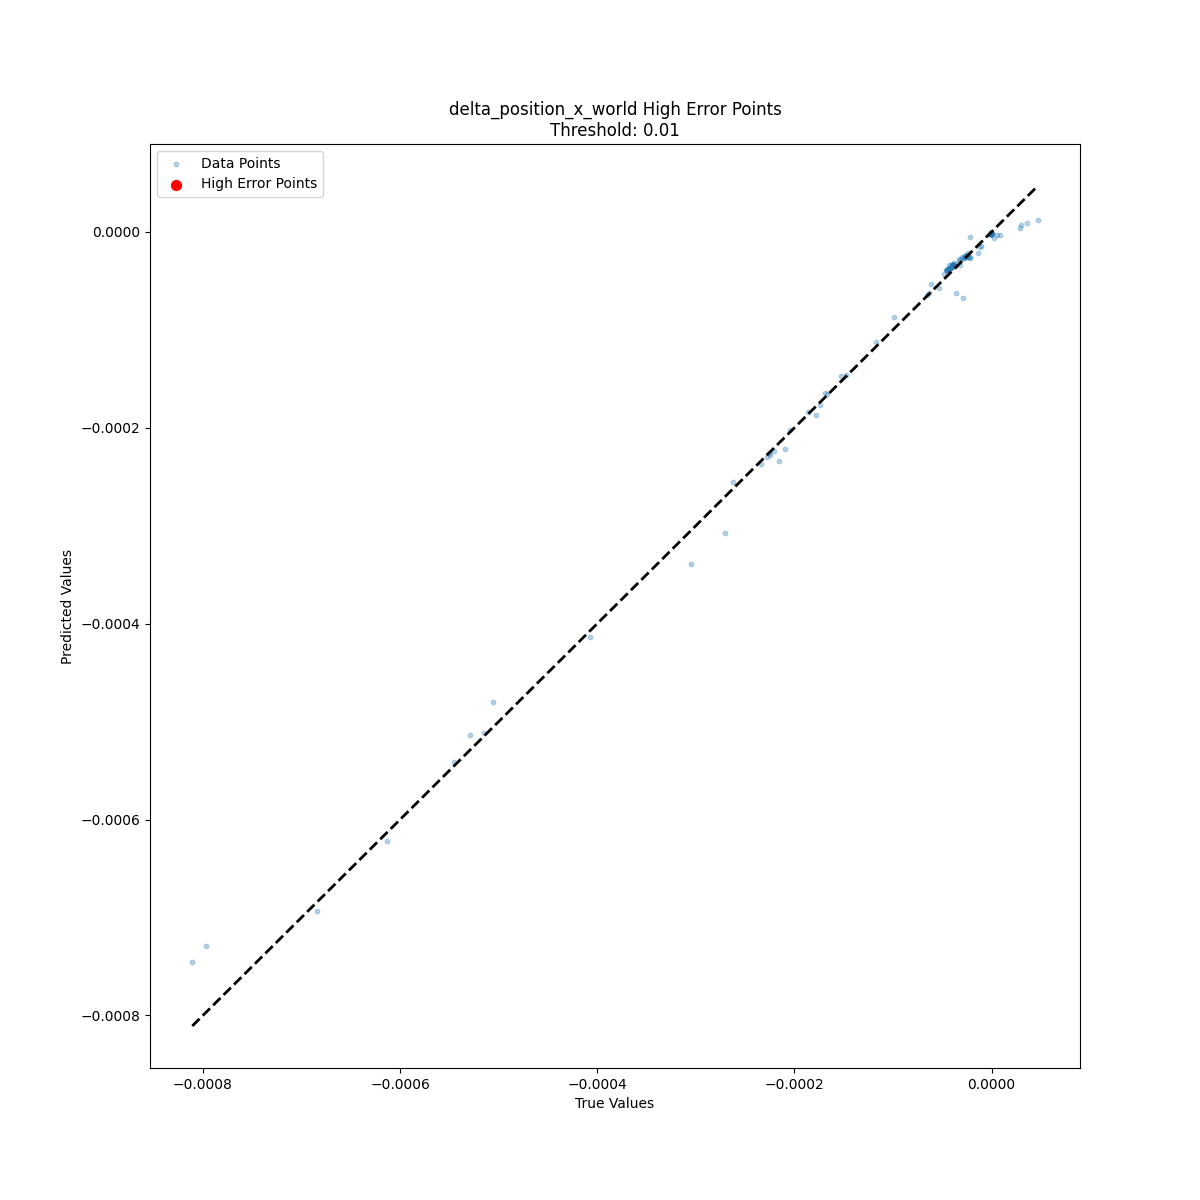 delta_position_x_world High Error Points
Threshold: 0.01
Data Points
High Error Points
0.0000
−0.0002
−0.0004
−0.0006
−0.0008
Predicted Values
−0.0008
−0.0006
−0.0004
−0.0002
0.0000
True Values